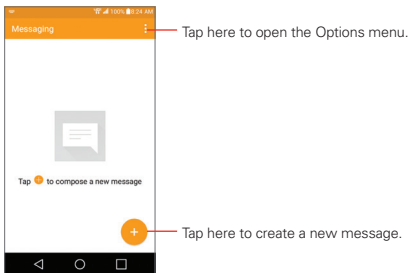 100% 8:24 AM
Messaging
Tap here to open the Options menu.
Tap + to compose a new message
Tap here to create a new message.